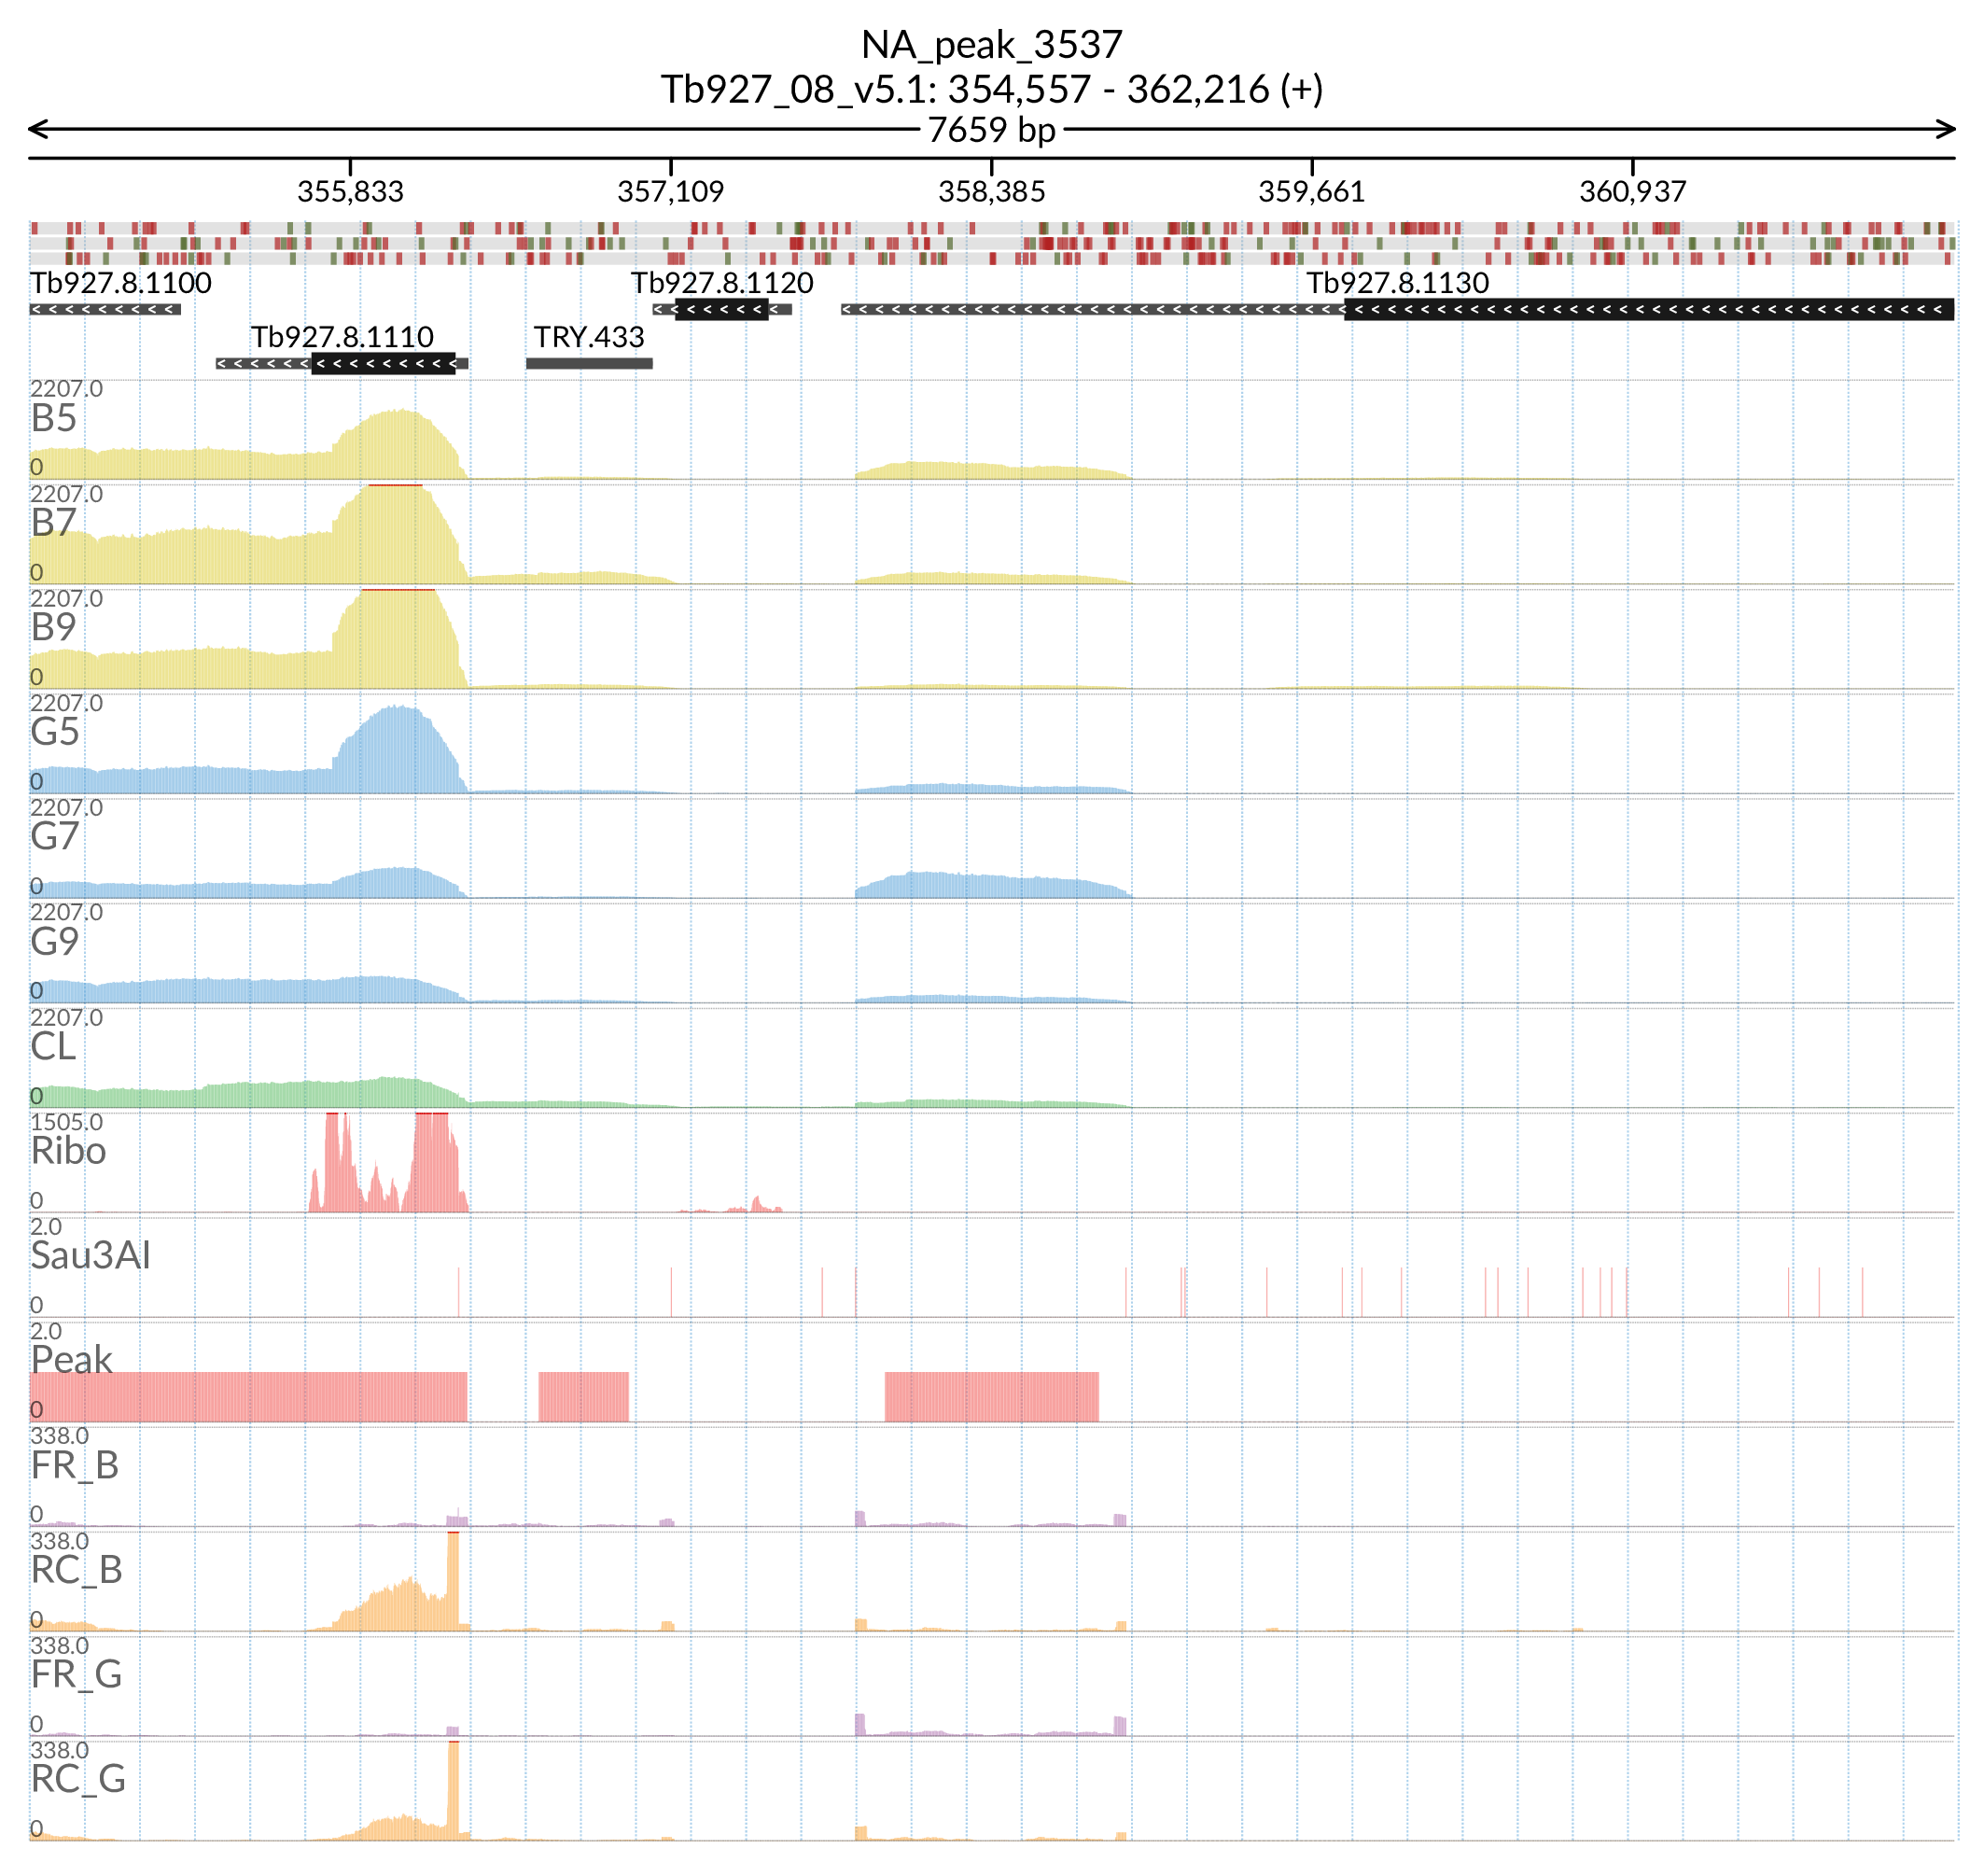 NA_peak_3537
Tb927_08_v5.1: 354,557 - 362,216 (+)
7659 bp
355,833 357,109 358,385 359,661 360,937
Tb927.8.1100 Tb927.8.1120 Tb927.8.1130
Tb927.8.1110 TRY.433
2207.0
B5
0
2207.0
B7
0
2207.0
B9
0
2207.0
G5
0
2207.0
G7
0
2207.0
G9
0
2207.0
CL
0
1505.0
Ribo
0
2.0
Sau3AI
0
2.0
Peak
0
338.0
FR_B
0
338.0
RC_B
0
338.0
FR_G
0
338.0
RC_G
0